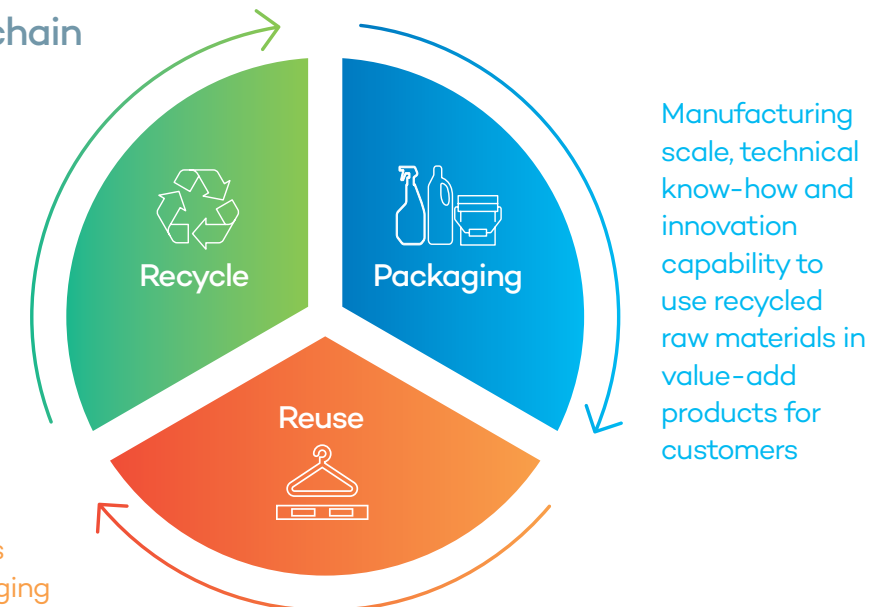 chain
Recycle
Packaging
Manufacturing
scale, technical
know-how and
innovation
capability to
use recycled
raw materials in
value-add
products for
customers
Reuse